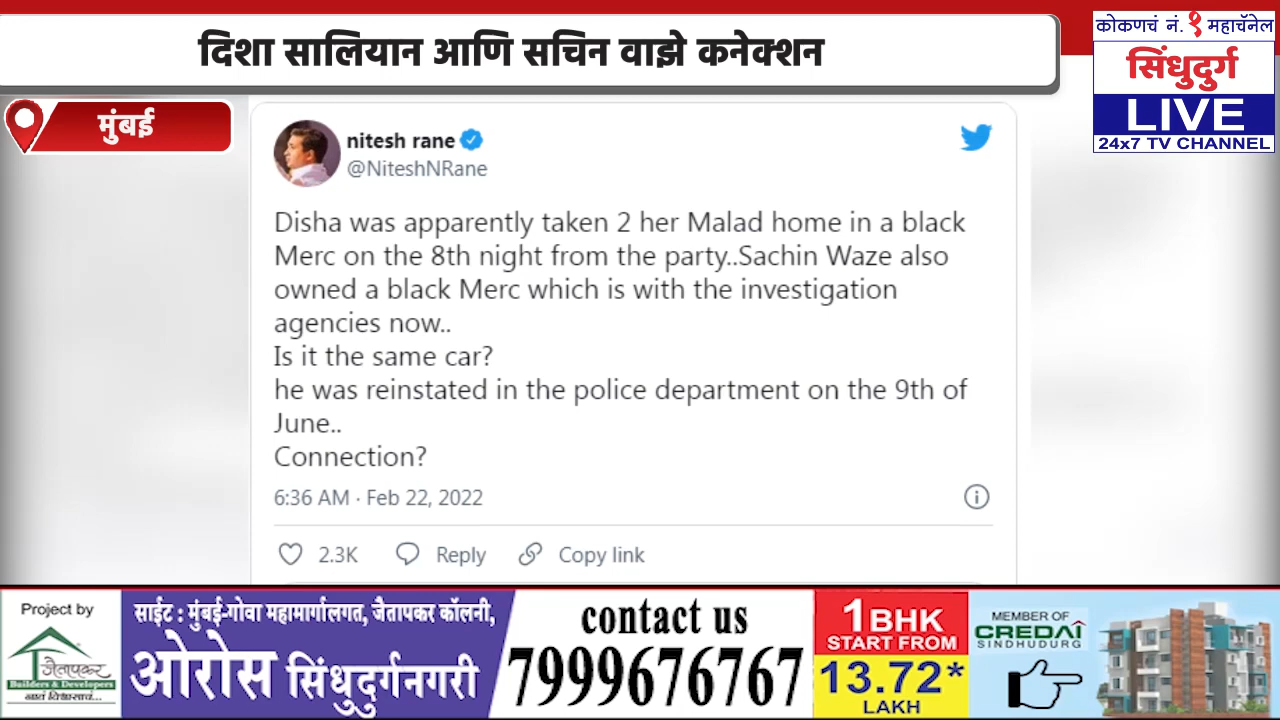 दिशा सालियान आणि सचिन वाझे कनेक्शन
कोकणचं नं. १ महाचॅनेल
सिंधुदुर्ग
LIVE
24x7 TV CHANNEL
मुंबई
nitesh rane
@NiteshNRane
Disha was apparently taken 2 her Malad home in a black
Merc on the 8th night from the party..Sachin Waze also
owned a black Merc which is with the investigation
agencies now..
Is it the same car?
he was reinstated in the police department on the 9th of
June..
Connection?
6:36 AM · Feb 22, 2022
2.3K Reply Copy link
Project by
जैतापकर
Builders & Developers
नातं विश्वासाचं...
साईट : मुंबई-गोवा महामार्गालगत, जैतापकर कॉलनी,
ओरोस सिंधुदुर्गनगरी
contact us
7999676767
1BHK
START FROM
13.72*
LAKH
MEMBER OF
CREDAI
SINDHUDURG